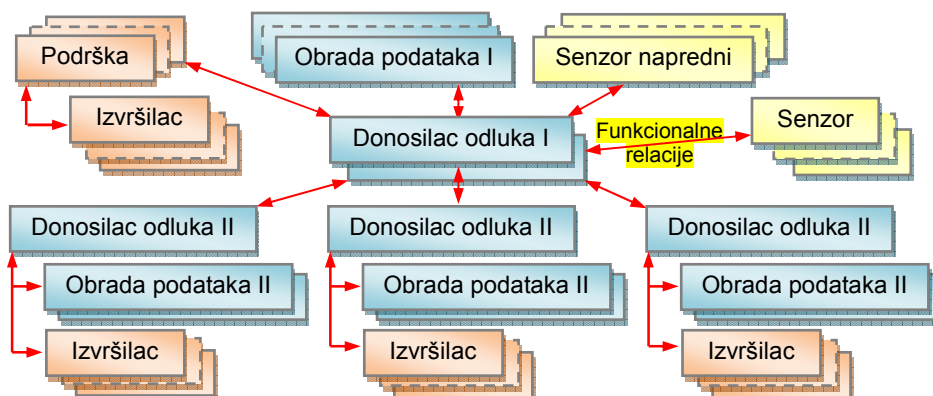 Podrška
Obrada podataka I
Senzor napredni
Izvršilac
Donosilac odluka I
Funkcionalne
relacije
Senzor
Donosilac odluka II
Donosilac odluka II
Donosilac odluka II
Obrada podataka II
Obrada podataka II
Obrada podataka II
Izvršilac
Izvršilac
Izvršilac